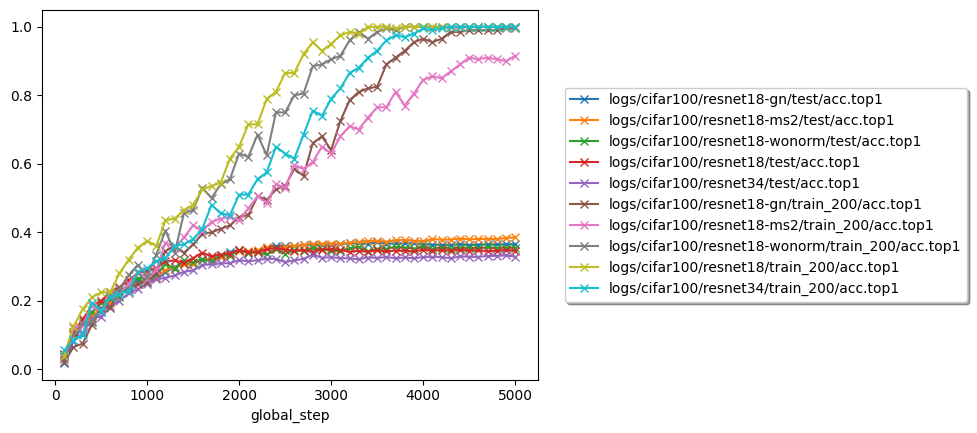 1.0
0.8
0.6
0.4
0.2
0.0
0
1000
2000
3000
4000
5000
global_step
logs/cifar100/resnet18-gn/test/acc.top1
logs/cifar100/resnet18-ms2/test/acc.top1
logs/cifar100/resnet18-wonorm/test/acc.top1
logs/cifar100/resnet18/test/acc.top1
logs/cifar100/resnet34/test/acc.top1
logs/cifar100/resnet18-gn/train_200/acc.top1
logs/cifar100/resnet18-ms2/train_200/acc.top1
logs/cifar100/resnet18-wonorm/train_200/acc.top1
logs/cifar100/resnet18/train_200/acc.top1
logs/cifar100/resnet34/train_200/acc.top1